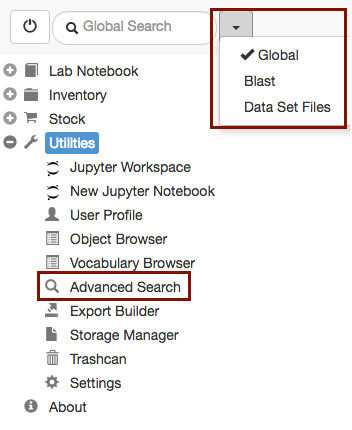 Global Search
Global
Blast
Data Set Files
Lab Notebook
Inventory
Stock
Utilities
Jupyter Workspace
New Jupyter Notebook
User Profile
Object Browser
Vocabulary Browser
Advanced Search
Export Builder
Storage Manager
Trashcan
Settings
About